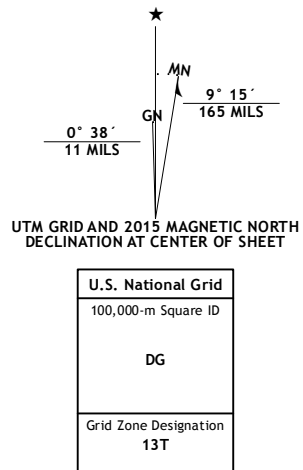 ★
MN
GN
9° 15´
165 MILS
0° 38´
11 MILS
UTM GRID AND 2015 MAGNETIC NORTH
DECLINATION AT CENTER OF SHEET
U.S. National Grid
100,000-m Square ID
DG
Grid Zone Designation
13T